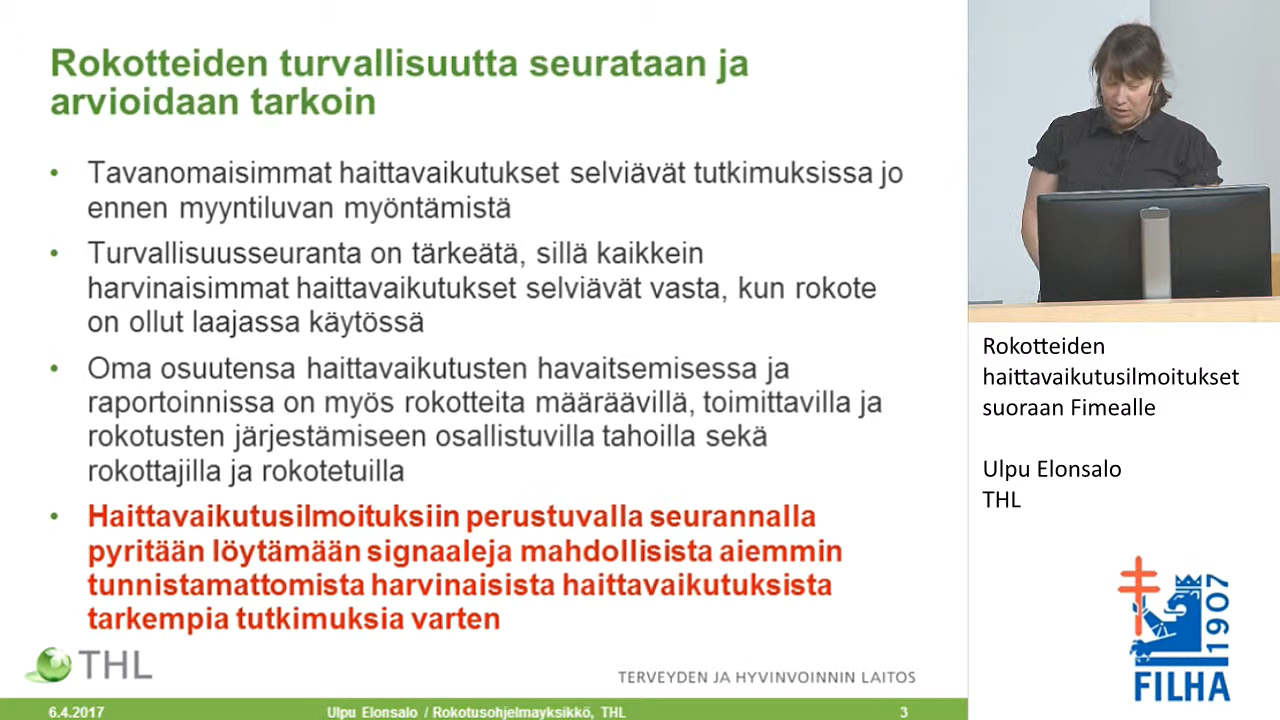 Rokotteiden turvallisuutta seurataan ja
arvioidaan tarkoin
• Tavanomaisimmat haittavaikutukset selviävät tutkimuksissa jo
ennen myyntiluvan myöntämistä
• Turvallisuusseuranta on tärkeätä, sillä kaikkein
harvinaisimmat haittavaikutukset selviävät vasta, kun rokote
on ollut laajassa käytössä
• Oma osuutensa haittavaikutusten havaitsemisessa ja
raportoinnissa on myös rokotteita määräävillä, toimittavilla ja
rokotusten järjestämiseen osallistuvilla tahoilla sekä
rokottajilla ja rokotetuilla
• Haittavaikutusilmoituksiin perustuvalla seurannalla
pyritään löytämään signaaleja mahdollisista aiemmin
tunnistamattomista harvinaisista haittavaikutuksista
tarkempia tutkimuksia varten
THL
TERVEYDEN JA HYVINVOINNIN LAITOS
6.4.2017
Ulpu Elonsalo / Rokotusohjelmayksikkö, THL
3
Rokotteiden
haittavaikutusilmoitukset
suoraan Fimealle
Ulpu Elonsalo
THL
1907
FILHA